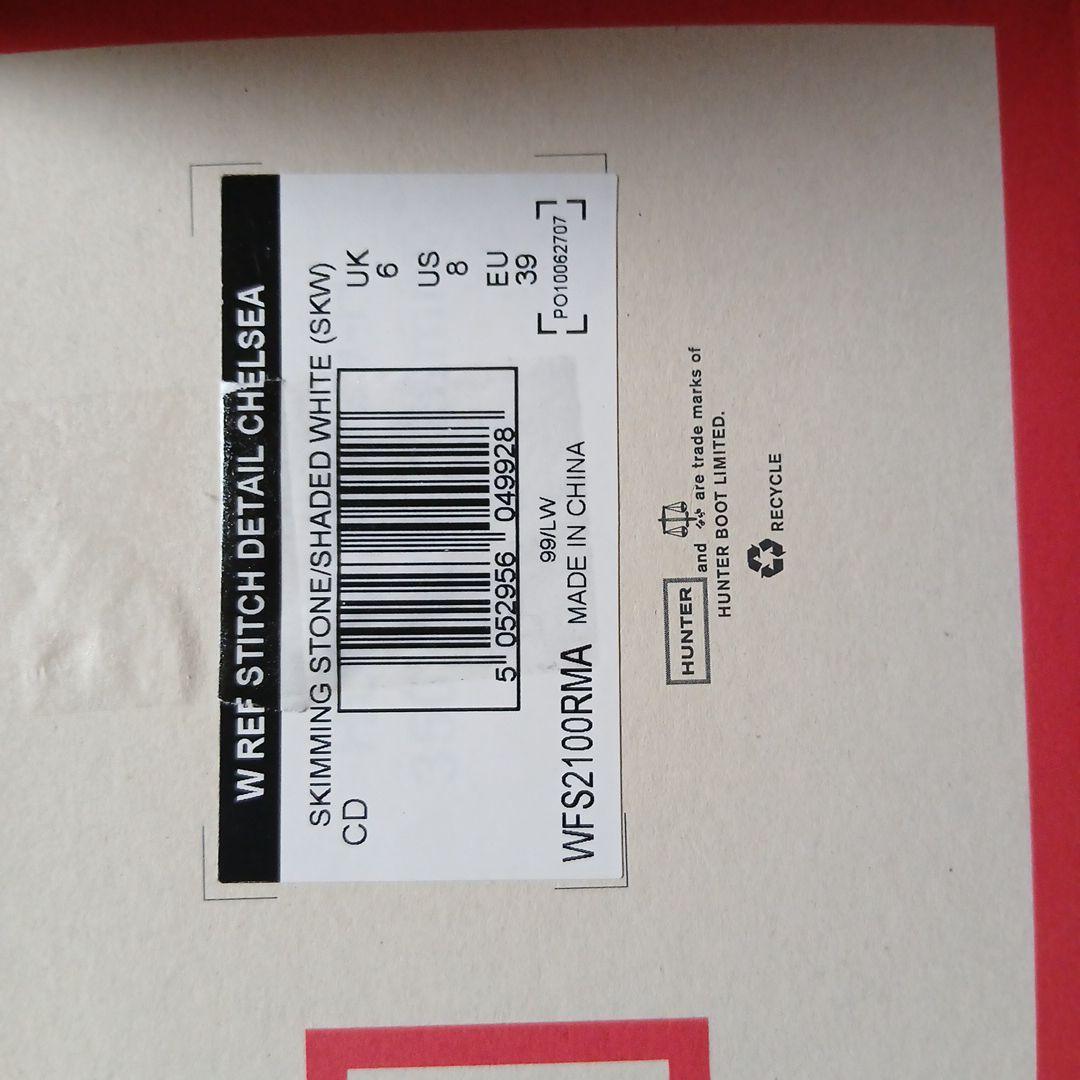 W REF STITCH DETAIL CHELSEA
SKIMMING STONE/SHADED WHITE (SKW)
CD
UK
6
US
8
EU
39
5 052956 049928
99/LW
PO10062707
WFS2100RMA MADE IN CHINA
HUNTER and are trade marks of
HUNTER BOOT LIMITED.
RECYCLE